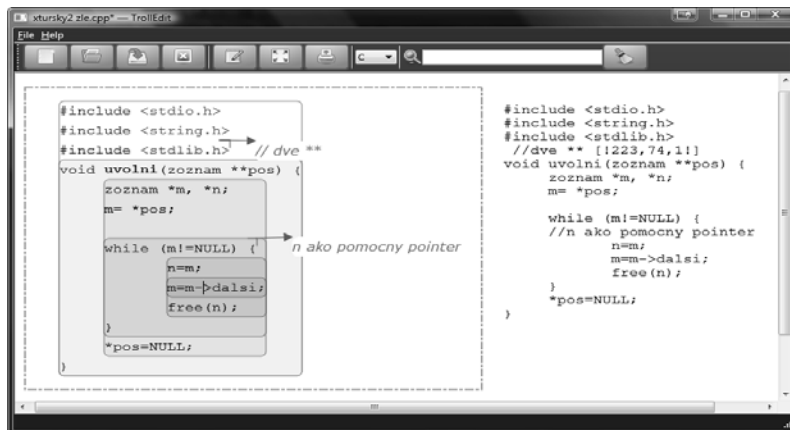 xtursky2 zle.cpp* — TrollEdit
File Help
C
#include <stdio.h>
#include <string.h>
#include <stdlib.h>
// dve **
void uvolni(zoznam **pos) {
zoznam *m, *n;
m= *pos;
while (m!=NULL) {
n ako pomocny pointer
n=m;
m=m->dalsi;
free(n);
}
*pos=NULL;
}
#include <stdio.h>
#include <string.h>
#include <stdlib.h>
//dve ** [!223,74,1!]
void uvolni(zoznam **pos) {
zoznam *m, *n;
m= *pos;
while (m!=NULL) {
//n ako pomocny pointer
n=m;
m=m->dalsi;
free(n);
}
*pos=NULL;
}